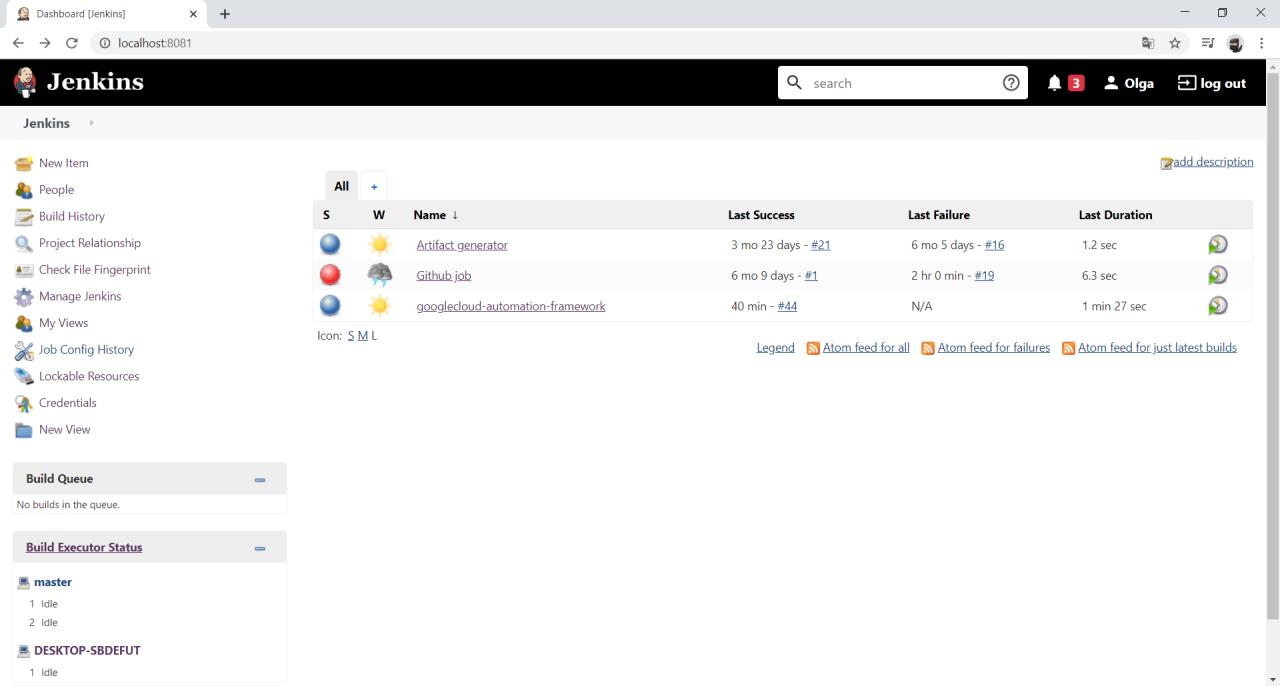 Dashboard [Jenkins]
localhost:8081
Jenkins
search
3
Olga
log out
Jenkins
New Item
People
Build History
Project Relationship
Check File Fingerprint
Manage Jenkins
My Views
Job Config History
Lockable Resources
Credentials
New View
Build Queue
No builds in the queue.
Build Executor Status
master
1 Idle
2 Idle
DESKTOP-SBDEFUT
1 Idle
add description
All +
S W Name ↓ Last Success Last Failure Last Duration
Artifact generator 3 mo 23 days - #21 6 mo 5 days - #16 1.2 sec
Github job 6 mo 9 days - #1 2 hr 0 min - #19 6.3 sec
googlecloud-automation-framework 40 min - #44 N/A 1 min 27 sec
Icon: S M L
Legend Atom feed for all Atom feed for failures Atom feed for just latest builds